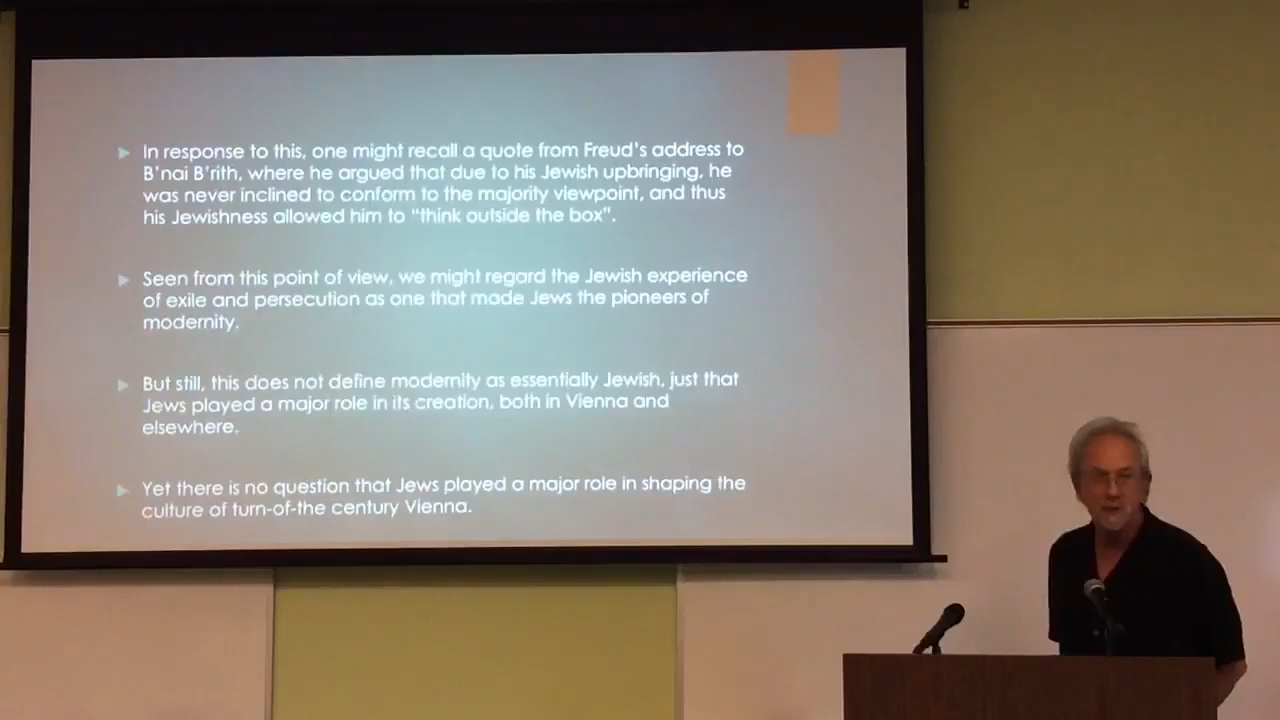 In response to this, one might recall a quote from Freud's address to
B'nai B'rith, where he argued that due to his Jewish upbringing, he
was never inclined to conform to the majority viewpoint, and thus
his Jewishness allowed him to "think outside the box".
Seen from this point of view, we might regard the Jewish experience
of exile and persecution as one that made Jews the pioneers of
modernity.
But still, this does not define modernity as essentially Jewish, just that
Jews played a major role in its creation, both in Vienna and
elsewhere.
Yet there is no question that Jews played a major role in shaping the
culture of turn-of-the century Vienna.